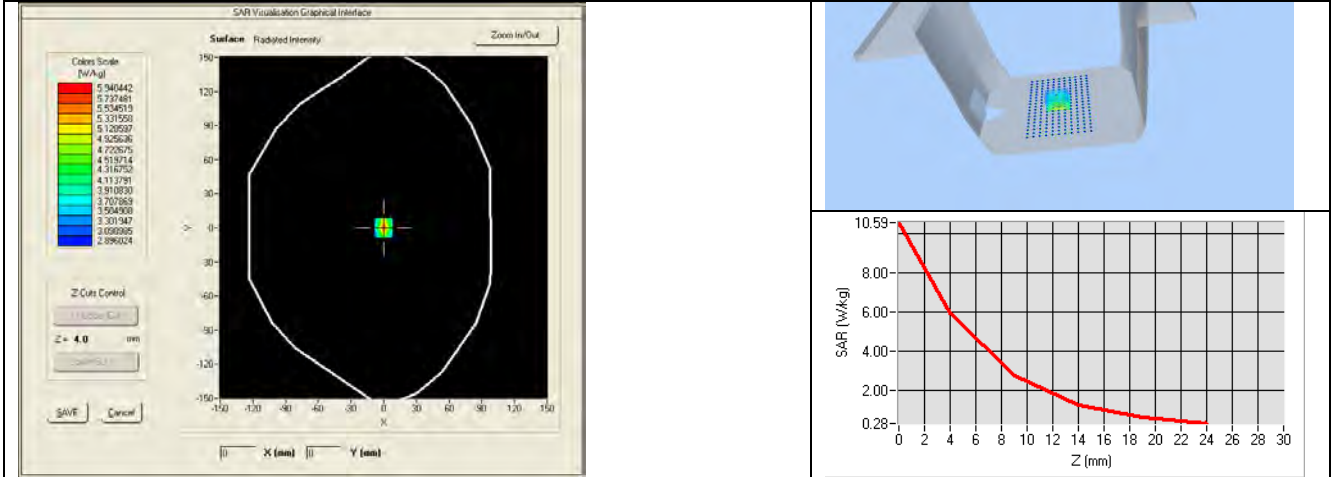 SAR Visualisation Graphical Interface
Surface Radiated Intensity
Zoom In/Out
Colors Scale
[W/kg]
5.940442
5.737481
5.534519
5.331558
5.128597
4.925636
4.722675
4.519714
4.316752
4.113791
3.910830
3.707869
3.504908
3.301947
3.098985
2.896024
Z Cuts Control
Z = 4.0 mm
SAVE Cancel
150
120
90
60
30
0
30
-60
-90
-120
-150
Y
-150 -120 -90 -60 -30 0 30 60 90 120 150
X
0 X (mm) 0 Y (mm)
10.59
8.00
6.00
4.00
2.00
0.28
SAR (W/kg)
0 2 4 6 8 10 12 14 16 18 20 22 24 26 28 30
Z (mm)